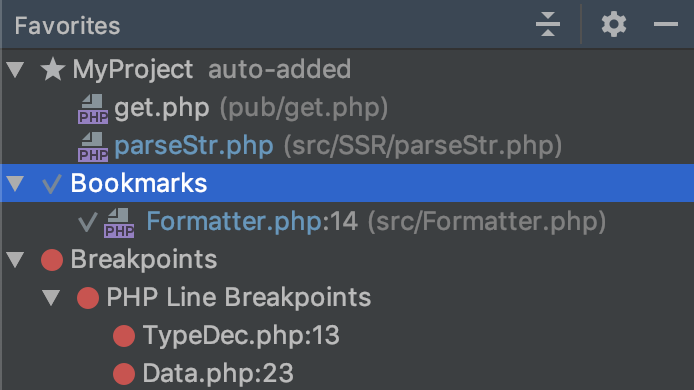 Favorites
MyProject auto-added
PHP get.php (pub/get.php)
PHP parseStr.php (src/SSR/parseStr.php)
Bookmarks
PHP Formatter.php:14 (src/Formatter.php)
Breakpoints
PHP Line Breakpoints
TypeDec.php:13
Data.php:23